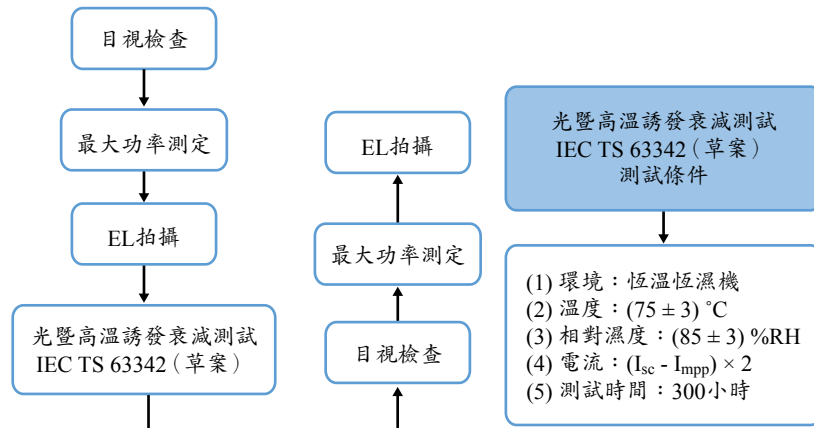 目視檢查
最大功率測定
EL拍攝
光暨高溫誘發衰減測試
IEC TS 63342（草案）
EL拍攝
最大功率測定
目視檢查
光暨高溫誘發衰減測試
IEC TS 63342（草案）
測試條件
(1) 環境：恆溫恆濕機
(2) 溫度：(75 ± 3) °C
(3) 相對濕度：(85 ± 3) %RH
(4) 電流：(Isc - Impp) × 2
(5) 測試時間：300小時